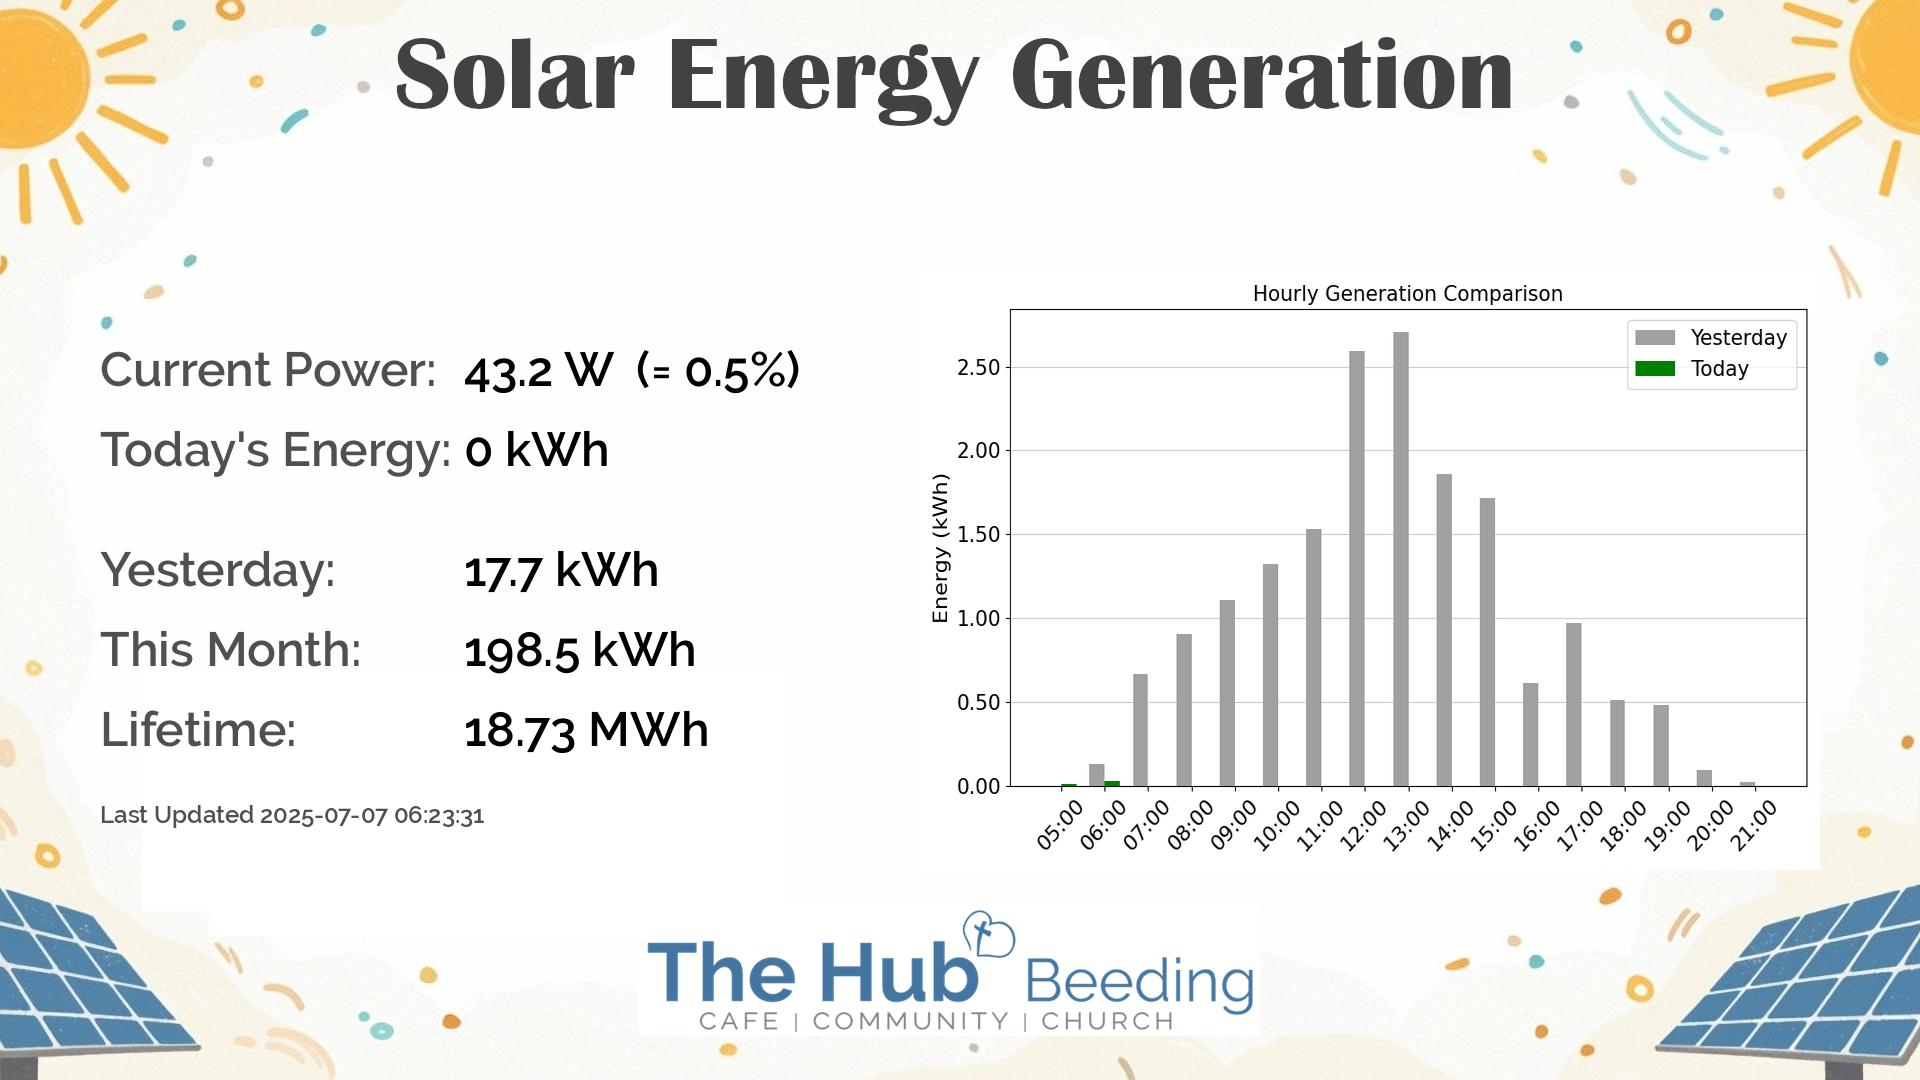 Solar Energy Generation
Current Power: 43.2 W (= 0.5%)
Today's Energy: 0 kWh
Yesterday: 17.7 kWh
This Month: 198.5 kWh
Lifetime: 18.73 MWh
Last Updated 2025-07-07 06:23:31
Hourly Generation Comparison
Yesterday
Today
Energy (kWh)
2.50
2.00
1.50
1.00
0.50
0.00
05:00 06:00 07:00 08:00 09:00 10:00 11:00 12:00 13:00 14:00 15:00 16:00 17:00 18:00 19:00 20:00 21:00
The Hub Beeding
CAFE | COMMUNITY | CHURCH